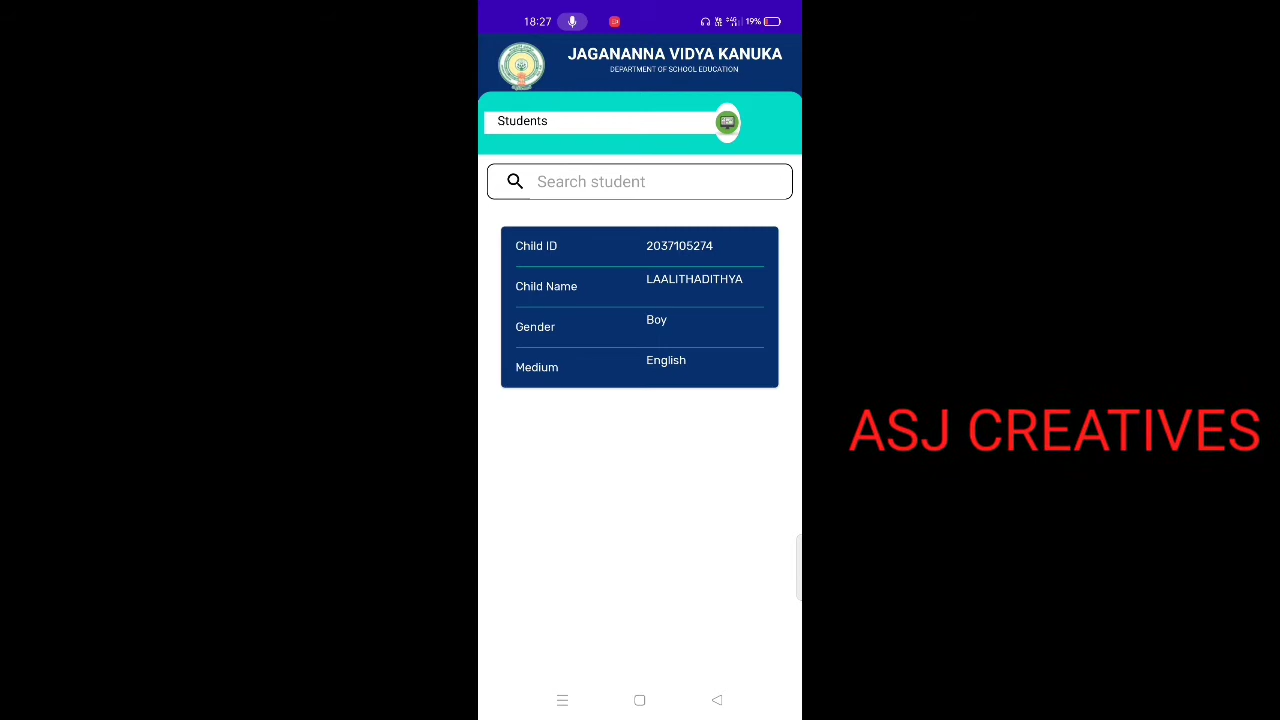 18:27
19%
JAGANANNA VIDYA KANUKA
DEPARTMENT OF SCHOOL EDUCATION
Students
Search student
Child ID 2037105274
Child Name LAALITHADITHYA
Gender Boy
Medium English
ASJ CREATIVES